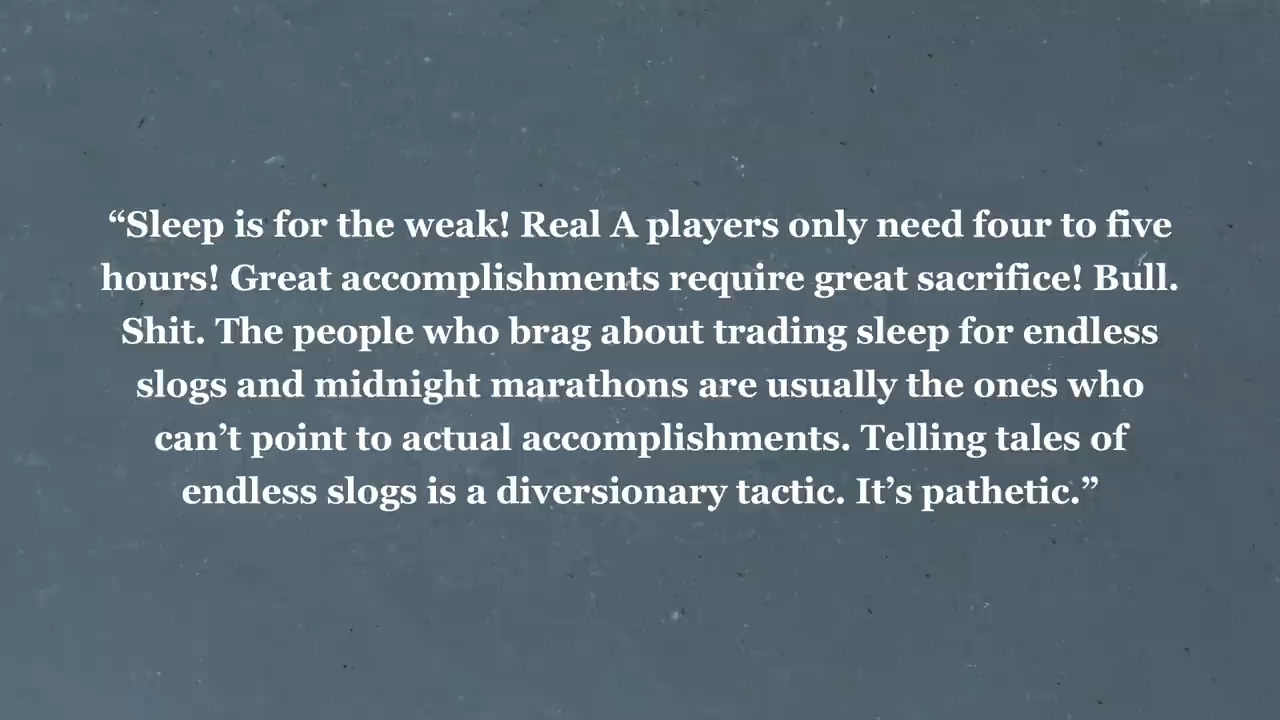 “Sleep is for the weak! Real A players only need four to five
hours! Great accomplishments require great sacrifice! Bull.
Shit. The people who brag about trading sleep for endless
slogs and midnight marathons are usually the ones who
can’t point to actual accomplishments. Telling tales of
endless slogs is a diversionary tactic. It’s pathetic.”